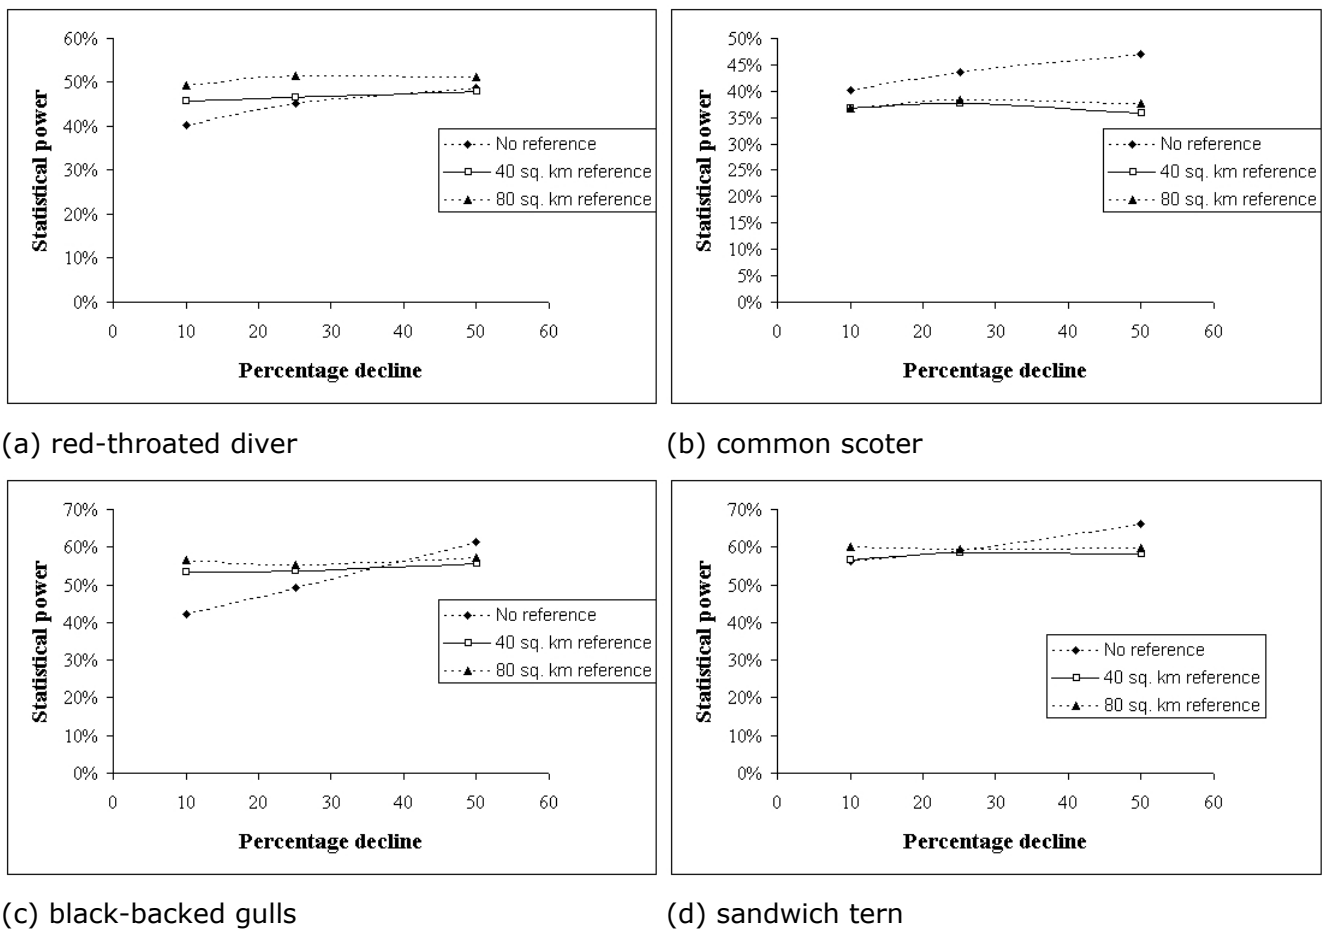 60%
50%
40%
30%
20%
10%
0%
Statistical power
No reference
40 sq. km reference
80 sq. km reference
0 10 20 30 40 50 60
Percentage decline
50%
45%
40%
35%
30%
25%
20%
15%
10%
5%
0%
Statistical power
No reference
40 sq. km reference
80 sq. km reference
0 10 20 30 40 50 60
Percentage decline
(a) red-throated diver
(b) common scoter
70%
60%
50%
40%
30%
20%
10%
0%
Statistical power
No reference
40 sq. km reference
80 sq. km reference
0 10 20 30 40 50 60
Percentage decline
70%
60%
50%
40%
30%
20%
10%
0%
Statistical power
No reference
40 sq. km reference
80 sq. km reference
0 10 20 30 40 50 60
Percentage decline
(c) black-backed gulls
(d) sandwich tern